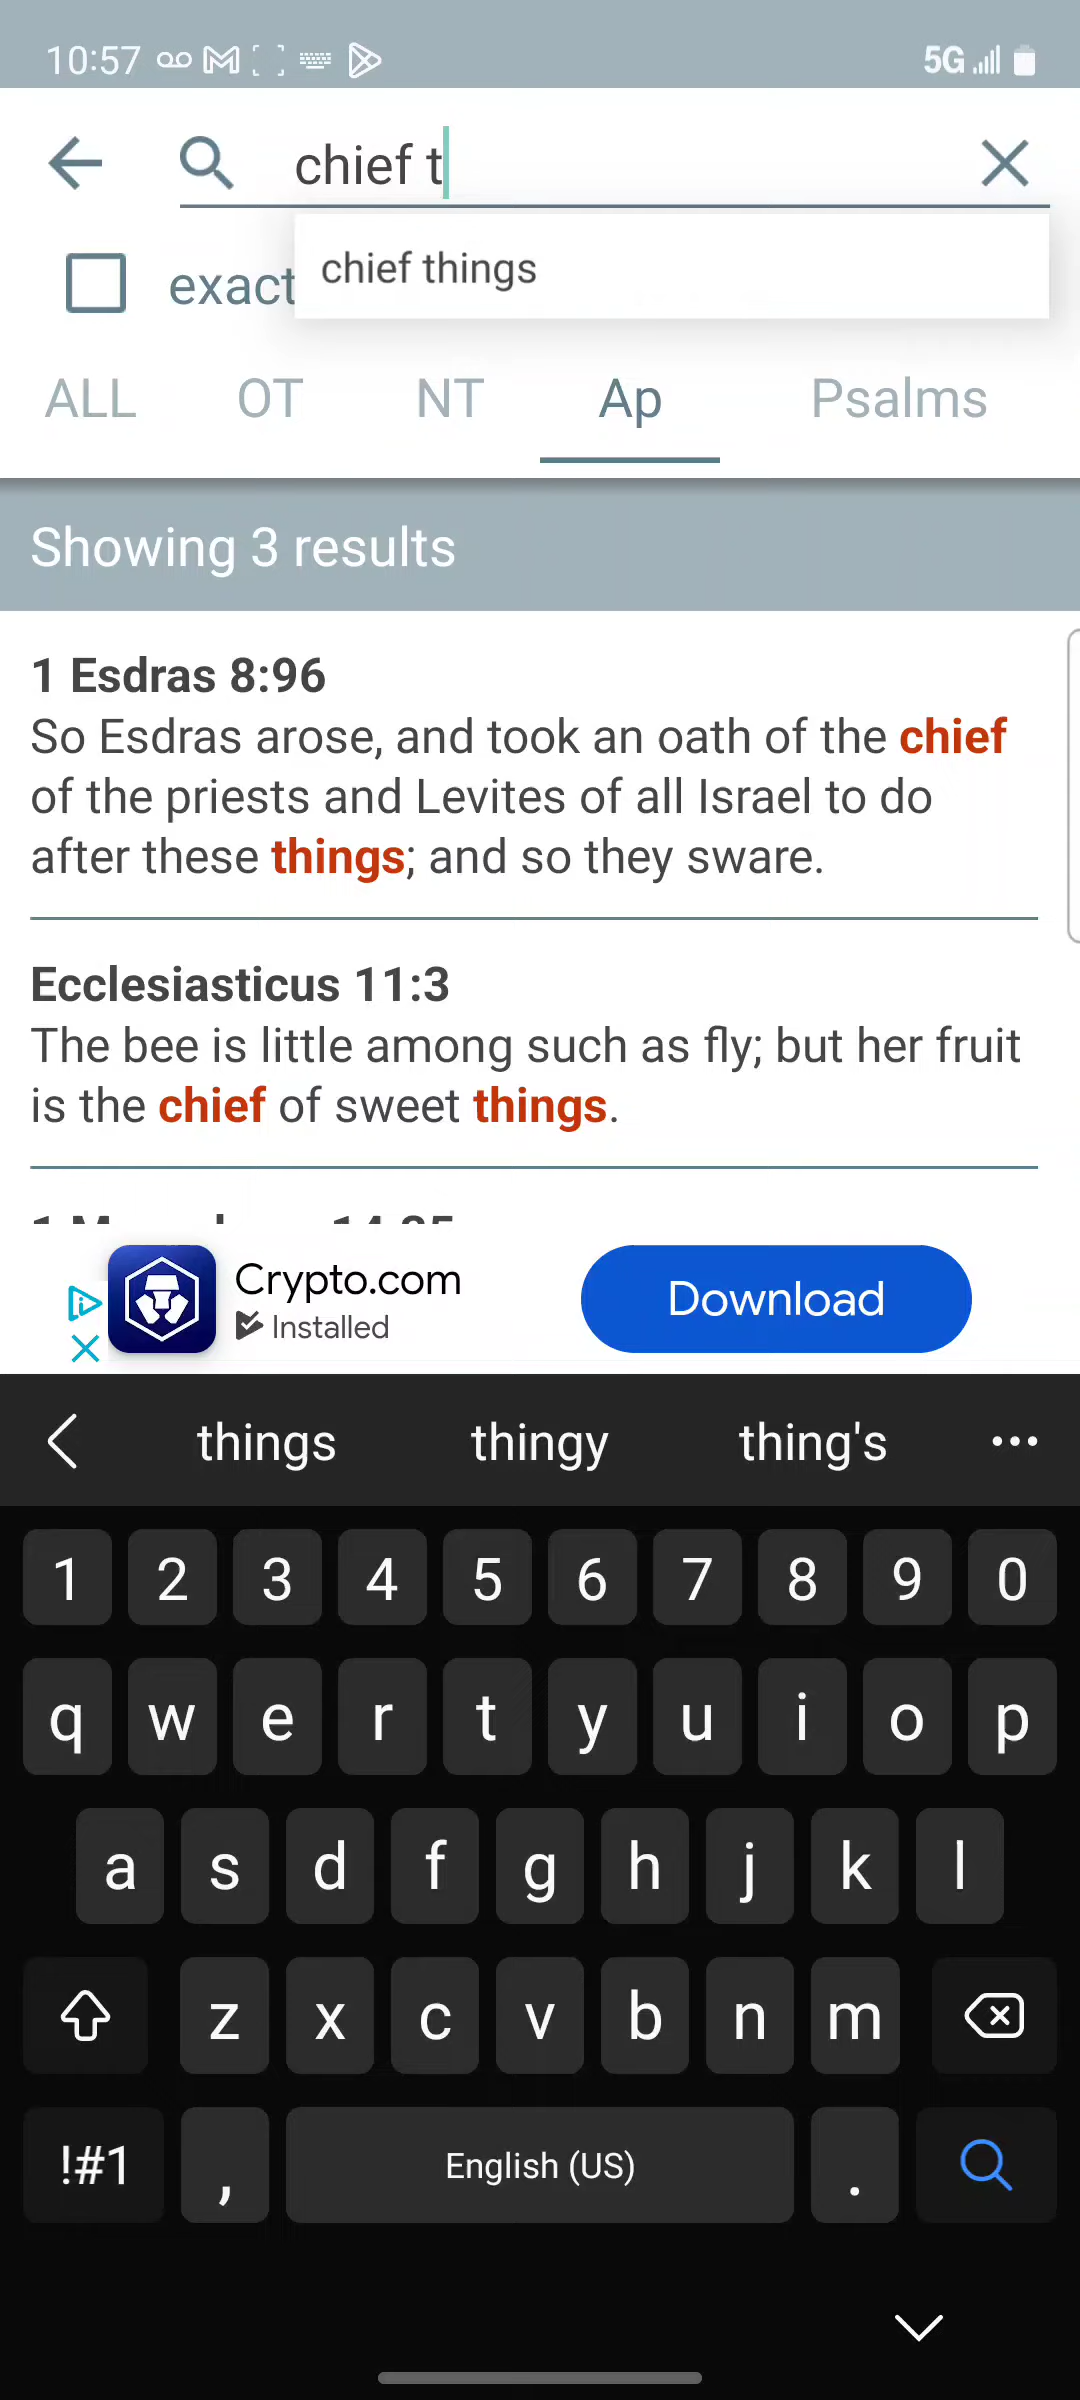 10:57 5G
chief t
chief things
exact
ALL OT NT Ap Psalms
Showing 3 results
1 Esdras 8:96
So Esdras arose, and took an oath of the chief
of the priests and Levites of all Israel to do
after these things; and so they sware.
Ecclesiasticus 11:3
The bee is little among such as fly; but her fruit
is the chief of sweet things.
Crypto.com
Installed
Download
things thingy thing's
1 2 3 4 5 6 7 8 9 0
q w e r t y u i o p
a s d f g h j k l
z x c v b n m
!#1 , English (US) .